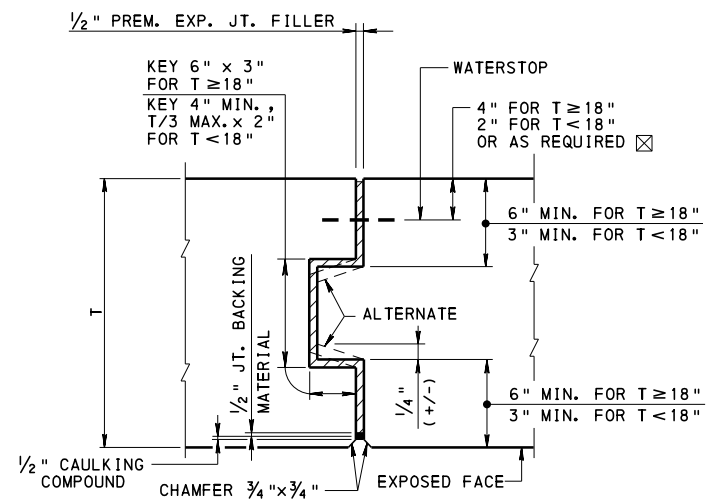 1/2" PREM. EXP. JT. FILLER
KEY 6" x 3"
FOR T ≥ 18"
KEY 4" MIN.,
T/3 MAX. x 2"
FOR T < 18"
WATERSTOP
4" FOR T ≥ 18"
2" FOR T < 18"
OR AS REQUIRED ☒
6" MIN. FOR T ≥ 18"
3" MIN. FOR T < 18"
T
ALTERNATE
1/2" JT. BACKING
MATERIAL
1/4"
(+/-)
6" MIN. FOR T ≥ 18"
3" MIN. FOR T < 18"
1/2" CAULKING
COMPOUND
CHAMFER 3/4"x3/4"
EXPOSED FACE